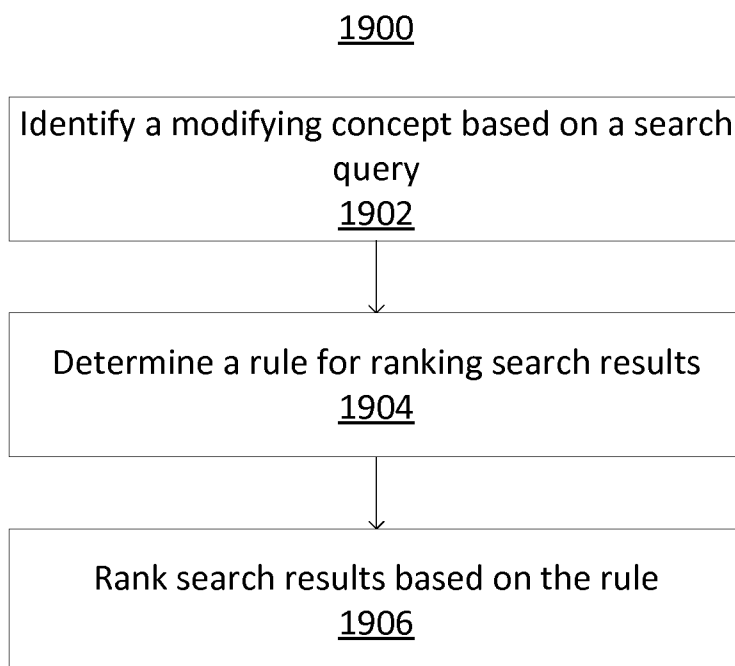 1900
Identify a modifying concept based on a search
query
1902
Determine a rule for ranking search results
1904
Rank search results based on the rule
1906